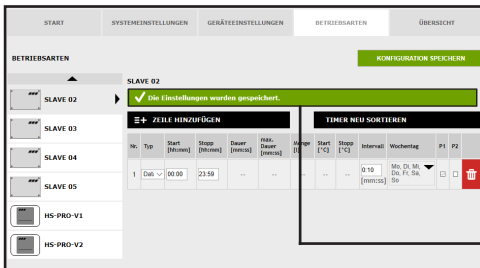 START SYSTEMEINSTELLUNGEN GERÄTEEINSTELLUNGEN BETRIEBSARTEN ÜBERSICHT
BETRIEBSARTEN
KONFIGURATION SPEICHERN
SLAVE 02
SLAVE 02
Die Einstellungen wurden gespeichert.
ZEILE HINZUFÜGEN TIMER NEU SORTIEREN
SLAVE 03
Nr. Typ Start [hh:mm] Stopp [hh:mm] Dauer [mm:ss] max. Dauer [mm:ss] Menge [l] Start [°C] Stopp [°C] Intervall Wochentag P1 P2
SLAVE 04
1 00:00 23:59 -- -- -- -- -- 0:10 [mm:ss] Mo, Di, Mi, Do, Fr, Sa, So
SLAVE 05
HS-PRO-V1
HS-PRO-V2